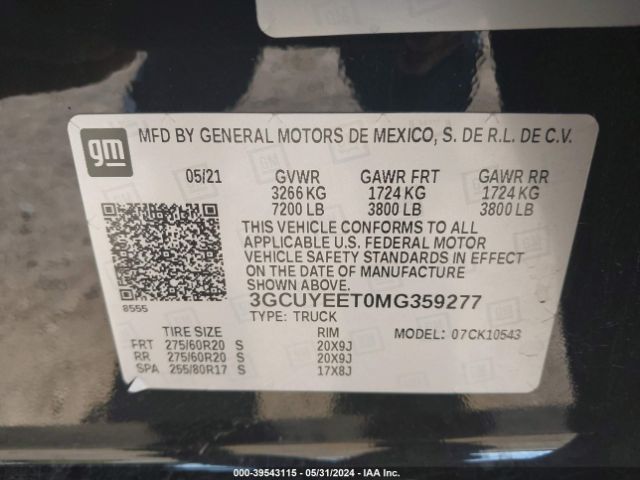 gm
MFD BY GENERAL MOTORS DE MEXICO, S. DE R.L. DE C.V.
05/21 GVWR GAWR FRT GAWR RR
3266 KG 1724 KG 1724 KG
7200 LB 3800 LB 3800 LB
THIS VEHICLE CONFORMS TO ALL
APPLICABLE U.S. FEDERAL MOTOR
VEHICLE SAFETY STANDARDS IN EFFECT
ON THE DATE OF MANUFACTURE
SHOWN ABOVE.
8555
3GCUYEET0MG359277
TYPE: TRUCK
MODEL: 07CK10543
TIRE SIZE RIM
FRT 275/60R20 S 20X9J
RR 275/60R20 S 20X9J
SPA 255/80R17 S 17X8J
000-39543115 - 05/31/2024 - IAA Inc.